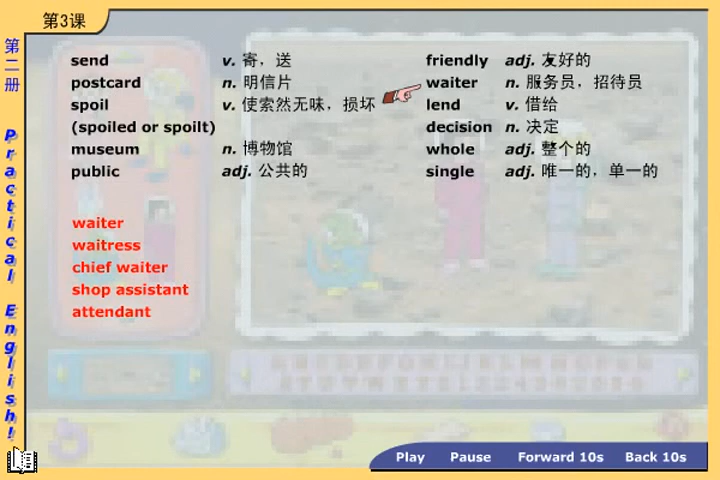 第3课
第二册 Practical English!
send v. 寄，送
postcard n. 明信片
spoil v. 使索然无味，损坏
(spoiled or spoilt)
museum n. 博物馆
public adj. 公共的
friendly adj. 友好的
waiter n. 服务员，招待员
lend v. 借给
decision n. 决定
whole adj. 整个的
single adj. 唯一的，单一的
waiter
waitress
chief waiter
shop assistant
attendant
Play Pause Forward 10s Back 10s